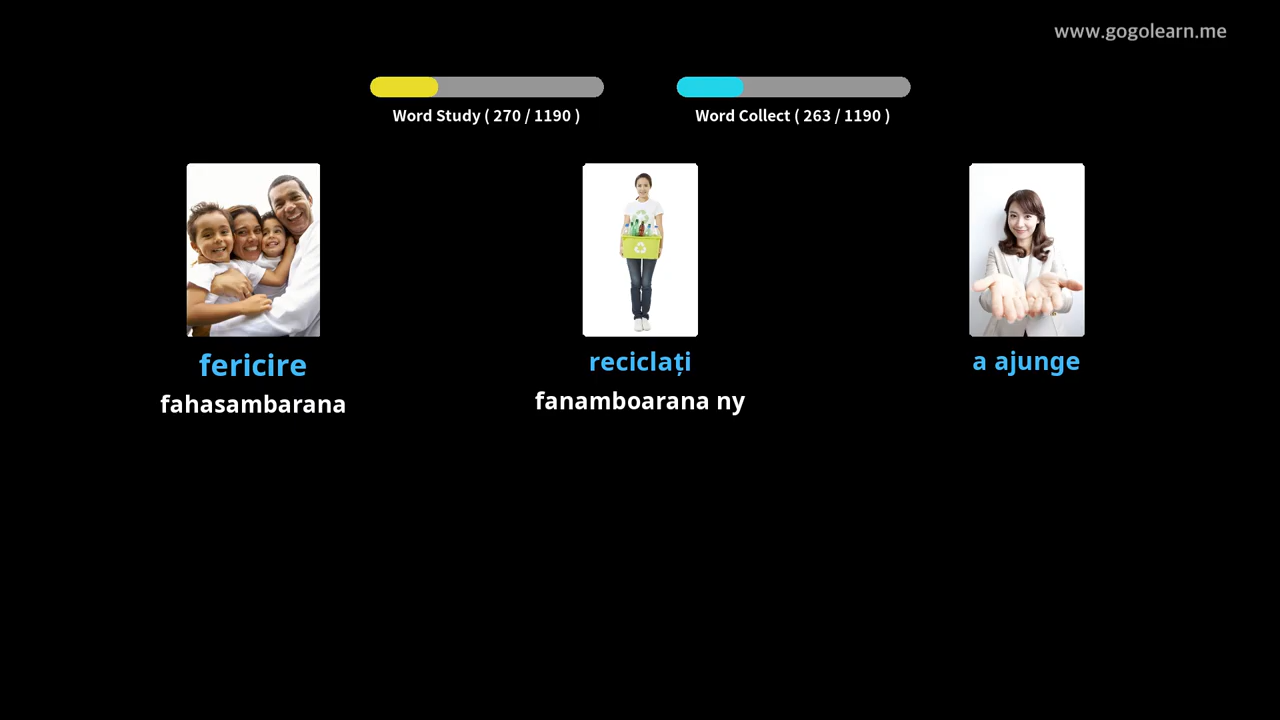 www.gogolearn.me
Word Study ( 270 / 1190 )
Word Collect ( 263 / 1190 )
fericire
reciclați
a ajunge
fahasambarana
fanamboarana ny